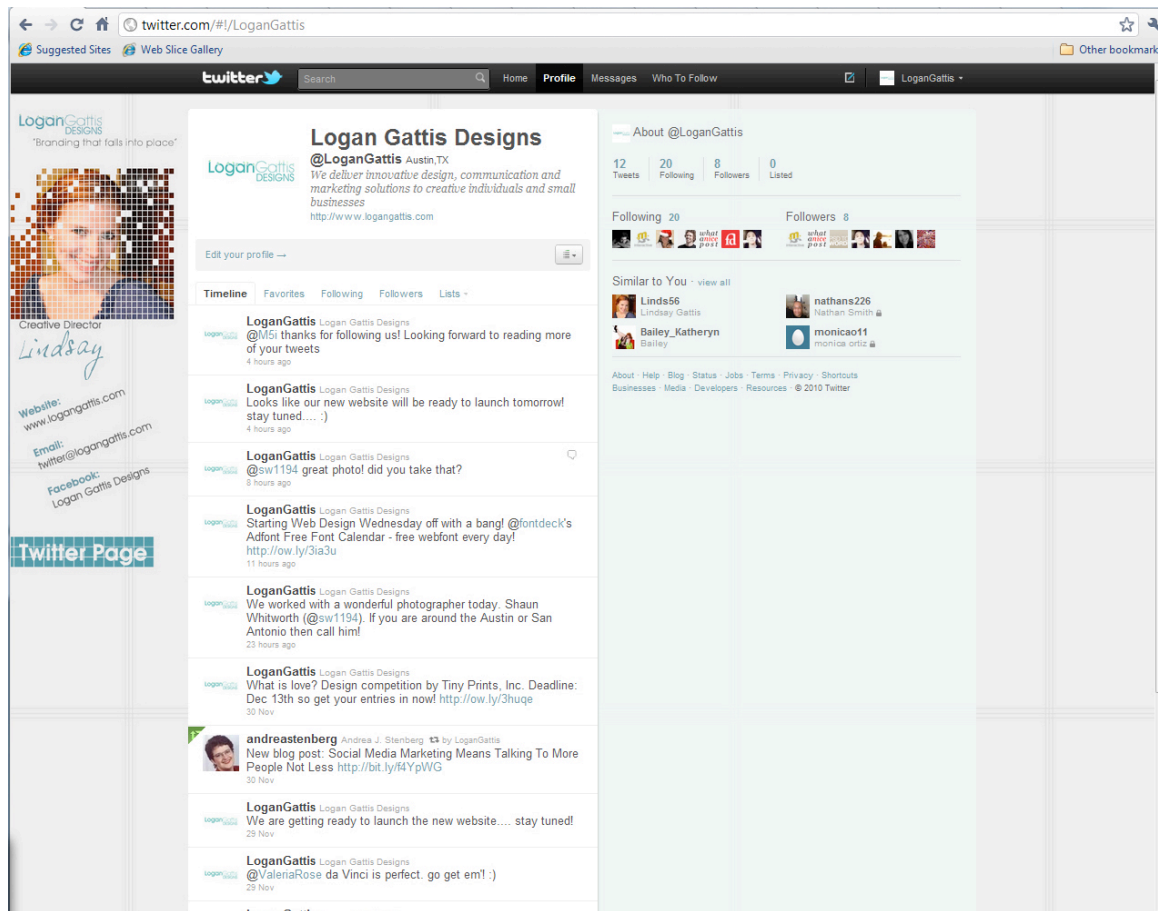 twitter.com/#!/LoganGattis
Suggested Sites Web Slice Gallery Other bookmark
twitter Search Home Profile Messages Who To Follow LoganGattis
LoganGattis
DESIGNS
"Branding that falls into place"
Creative Director
Lindsay
Website:
www.logangattis.com
Email:
twitter@logangattis.com
Facebook:
Logan Gattis Designs
Twitter Page
LoganGattis
DESIGNS
Logan Gattis Designs
@LoganGattis Austin,TX
We deliver innovative design, communication and
marketing solutions to creative individuals and small
businesses
http://www.logangattis.com
Edit your profile →
Timeline Favorites Following Followers Lists
LoganGattis Logan Gattis Designs
@M5i thanks for following us! Looking forward to reading more
of your tweets
4 hours ago
LoganGattis Logan Gattis Designs
Looks like our new website will be ready to launch tomorrow!
stay tuned.... :)
4 hours ago
LoganGattis Logan Gattis Designs
@sw1194 great photo! did you take that?
8 hours ago
LoganGattis Logan Gattis Designs
Starting Web Design Wednesday off with a bang! @fontdeck's
Adfont Free Font Calendar - free webfont every day!
http://ow.ly/3ia3u
11 hours ago
LoganGattis Logan Gattis Designs
We worked with a wonderful photographer today. Shaun
Whitworth (@sw1194). If you are around the Austin or San
Antonio then call him!
23 hours ago
LoganGattis Logan Gattis Designs
What is love? Design competition by Tiny Prints, Inc. Deadline:
Dec 13th so get your entries in now! http://ow.ly/3huqe
30 Nov
andreastenberg Andrea J. Stenberg by LoganGattis
New blog post: Social Media Marketing Means Talking To More
People Not Less http://bit.ly/f4YpWG
30 Nov
LoganGattis Logan Gattis Designs
We are getting ready to launch the new website.... stay tuned!
29 Nov
LoganGattis Logan Gattis Designs
@ValeriaRose da Vinci is perfect. go get em'! :)
29 Nov
About @LoganGattis
12 20 8 0
Tweets Following Followers Listed
Following 20 Followers 8
what
a nice
post
what
a nice
post
Similar to You · view all
Linds56
Lindsay Gattis
nathans226
Nathan Smith
Bailey_Katheryn
Bailey
monicao11
monica ortiz
About · Help · Blog · Status · Jobs · Terms · Privacy · Shortcuts
Businesses · Media · Developers · Resources · © 2010 Twitter